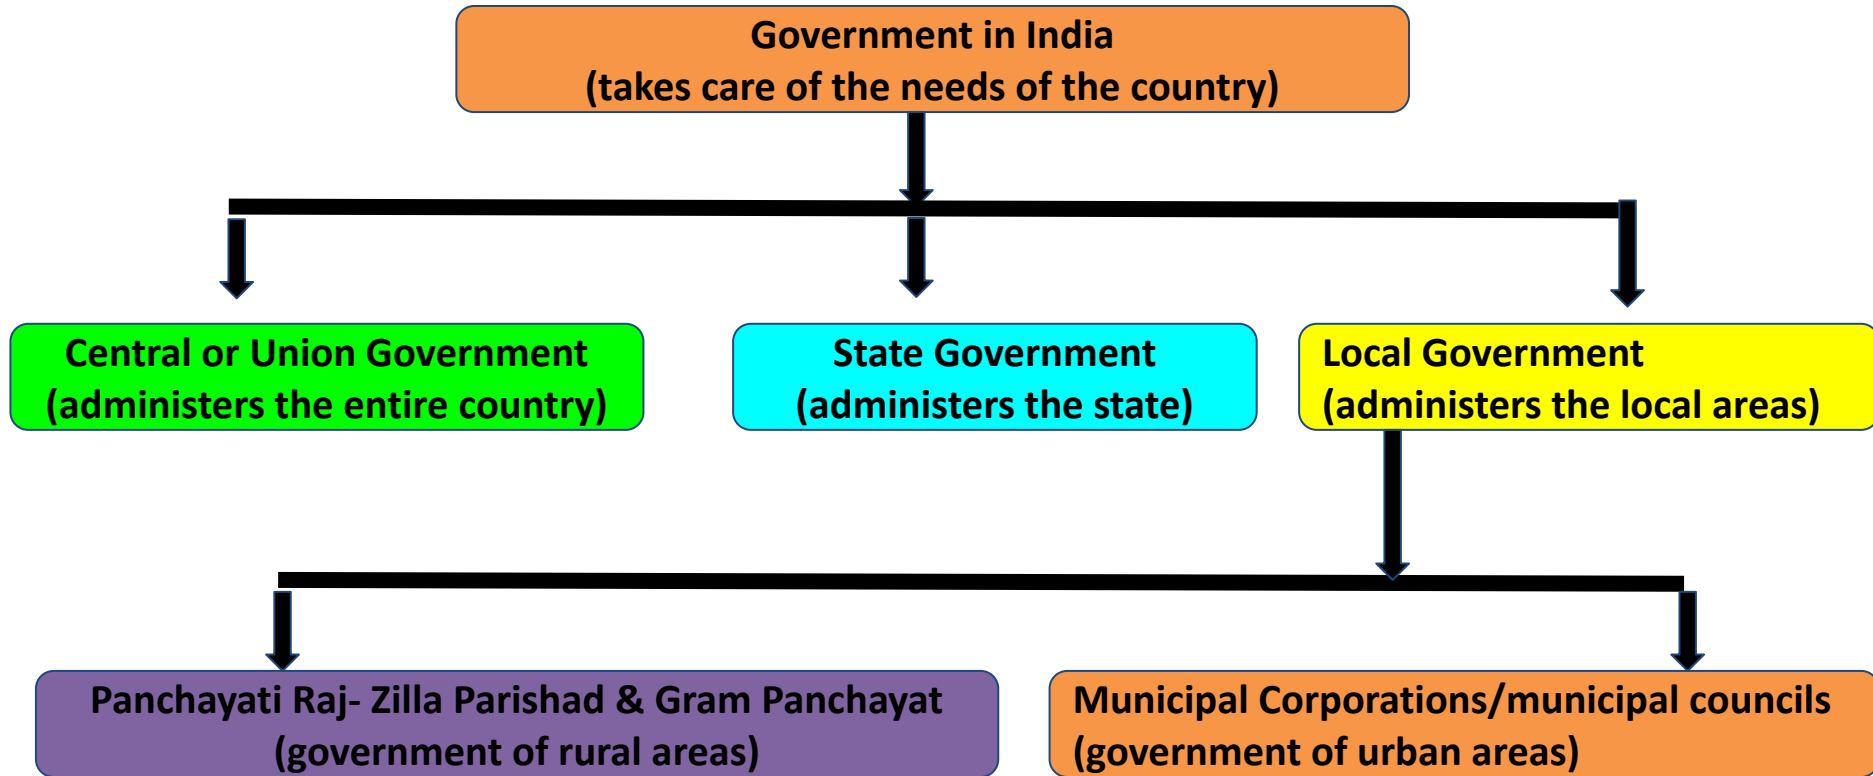 Government in India
(takes care of the needs of the country)
Central or Union Government
(administers the entire country)
State Government
(administers the state)
Local Government
(administers the local areas)
Panchayati Raj- Zilla Parishad & Gram Panchayat
(government of rural areas)
Municipal Corporations/municipal councils
(government of urban areas)